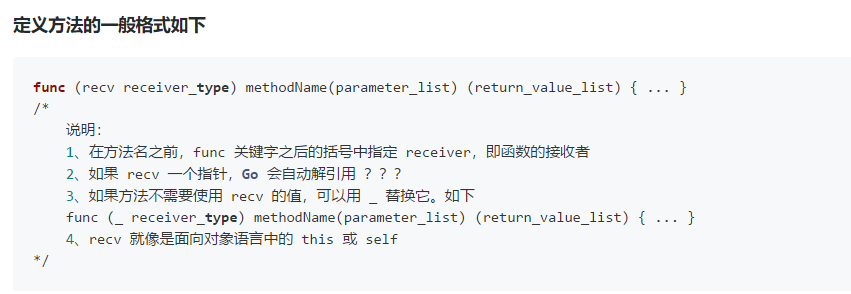 定义方法的一般格式如下
func (recv receiver_type) methodName(parameter_list) (return_value_list) { ... }
/*
说明:
1、在方法名之前，func 关键字之后的括号中指定 receiver，即函数的接收者
2、如果 recv 一个指针，Go 会自动解引用 ？？？
3、如果方法不需要使用 recv 的值，可以用 _ 替换它。如下
func (_ receiver_type) methodName(parameter_list) (return_value_list) { ... }
4、recv 就像是面向对象语言中的 this 或 self
*/